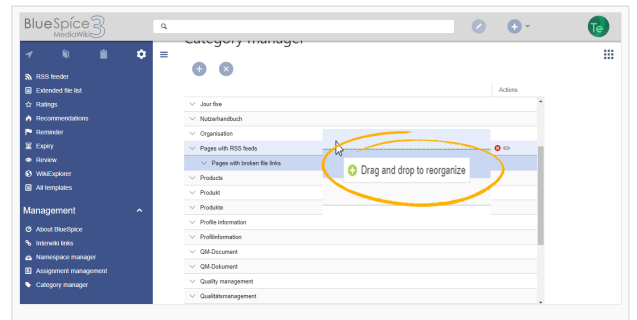 BlueSpice 3
MediaWiki
Te
Category manager
RSS feeder
Extended file list
Ratings
Recommendations
Reminder
Expiry
Review
WikiExplorer
All templates
Management
About BlueSpice
Interwiki links
Namespace manager
Assignment management
Category manager
Actions
Jour fixe
Nutzerhandbuch
Organisation
Pages with RSS feeds
Pages with broken file links
Drag and drop to reorganize
Products
Produkt
Produkte
Profile information
Profilinformation
QM-Document
QM-Dokument
Quality management
Qualitätsmanagement